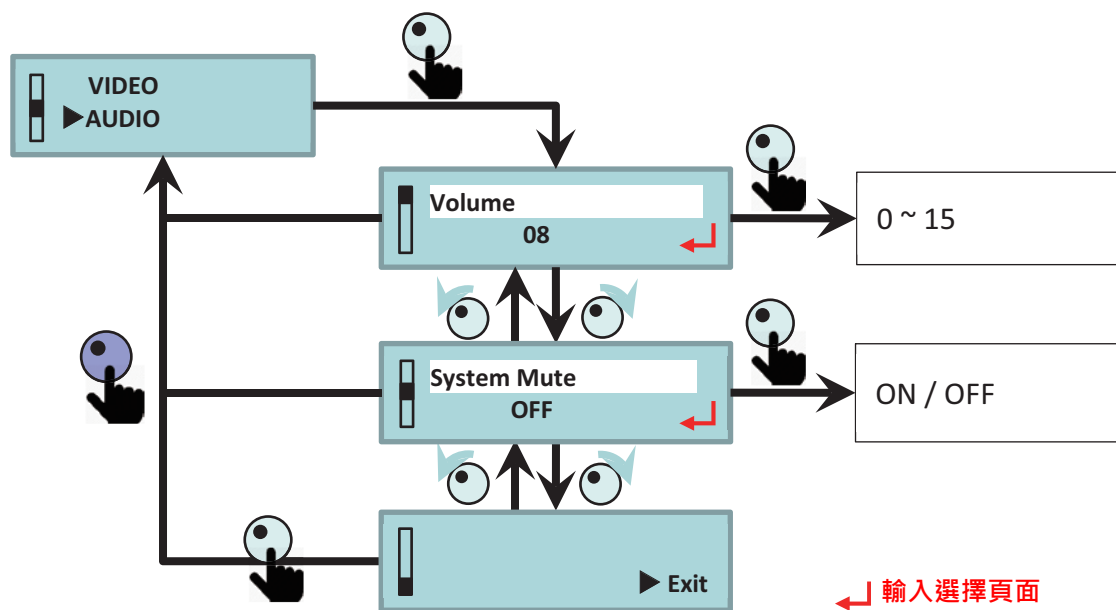 VIDEO
▶AUDIO
Volume
08
0 ~ 15
System Mute
OFF
ON / OFF
▶ Exit
輸入選擇頁面